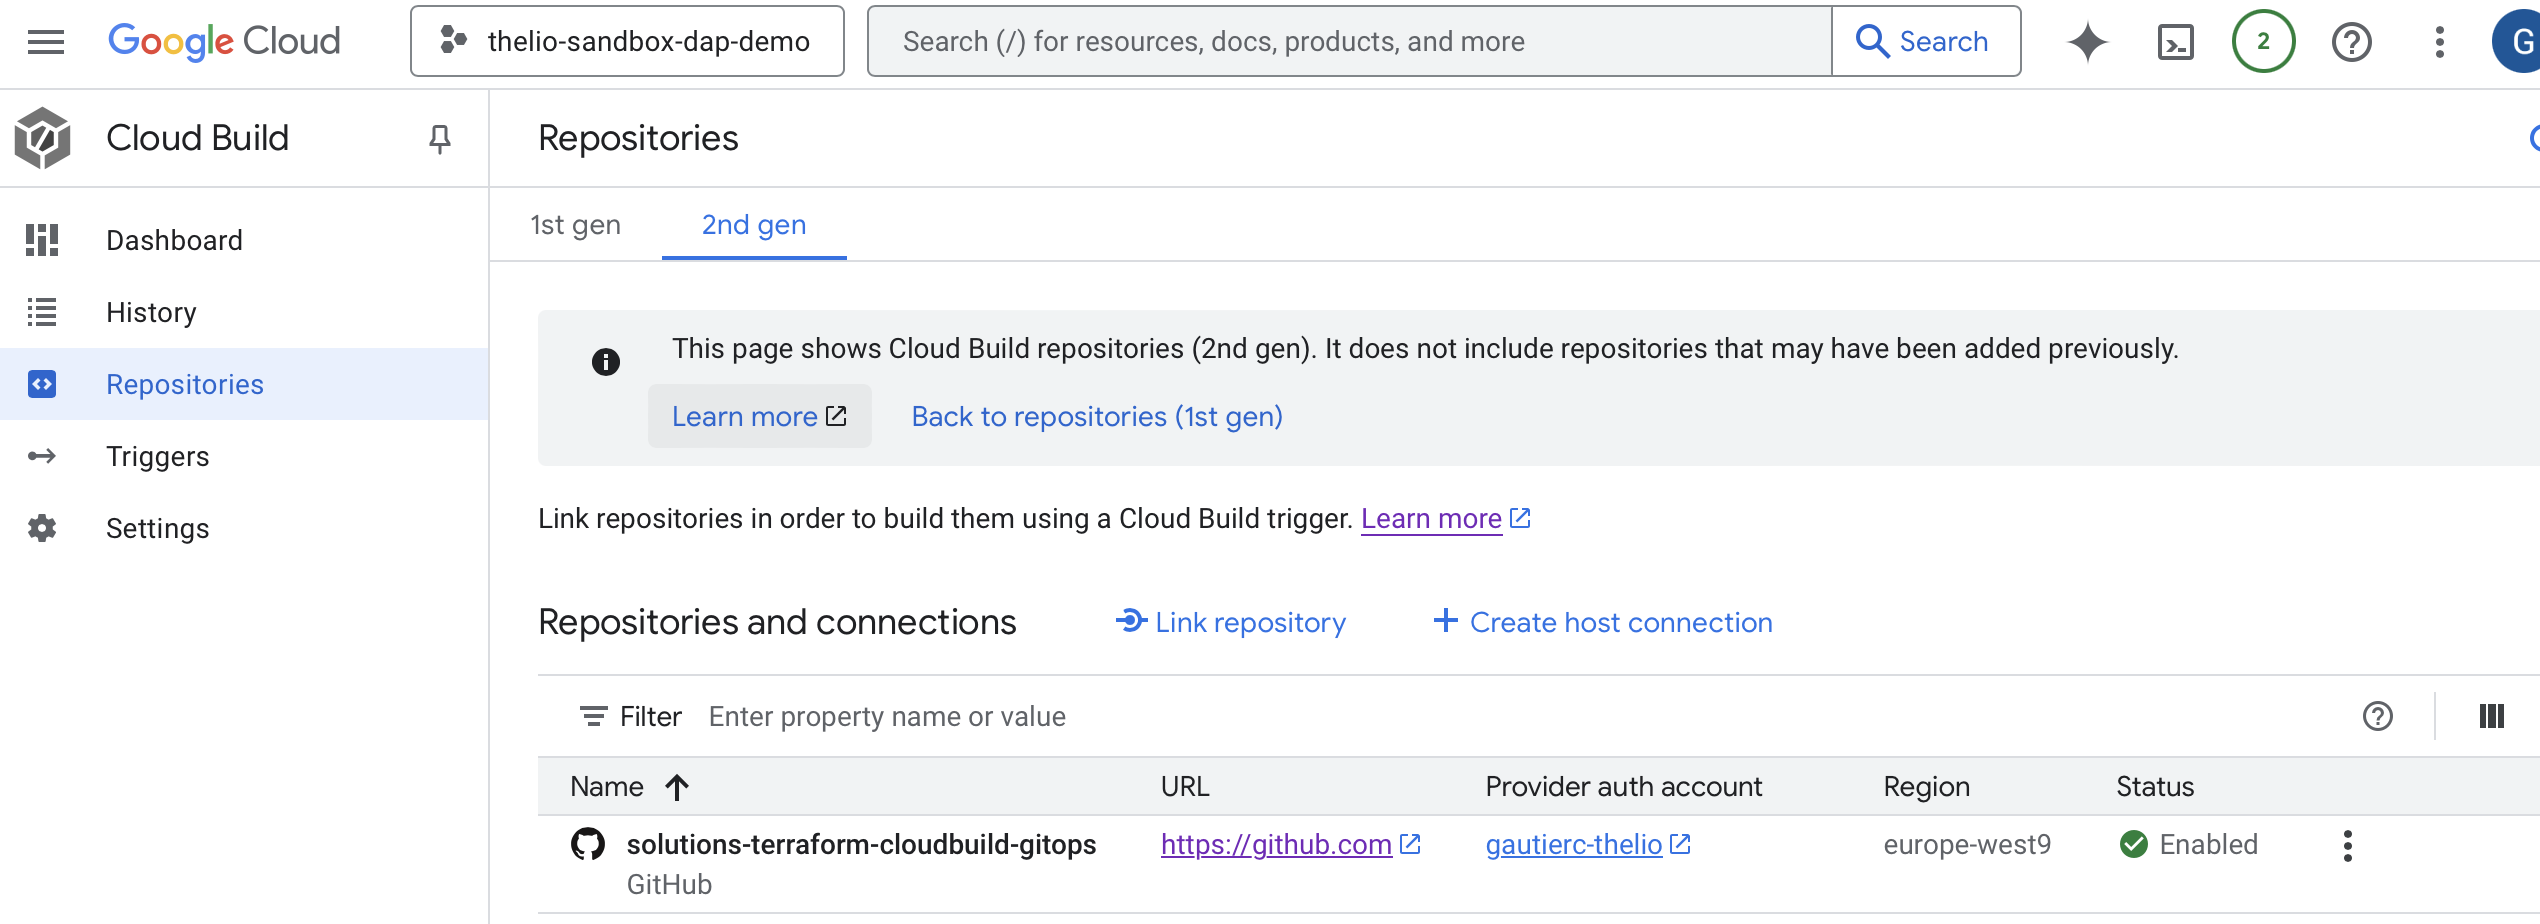 Google Cloud
thelio-sandbox-dap-demo
Search (/) for resources, docs, products, and more
Search
2
G
Cloud Build
Repositories
Dashboard
History
Repositories
Triggers
Settings
1st gen
2nd gen
This page shows Cloud Build repositories (2nd gen). It does not include repositories that may have been added previously.
Learn more
Back to repositories (1st gen)
Link repositories in order to build them using a Cloud Build trigger. Learn more
Repositories and connections
Link repository
Create host connection
Filter Enter property name or value
Name URL Provider auth account Region Status
solutions-terraform-cloudbuild-gitops https://github.com gautierc-thelio europe-west9 Enabled
GitHub